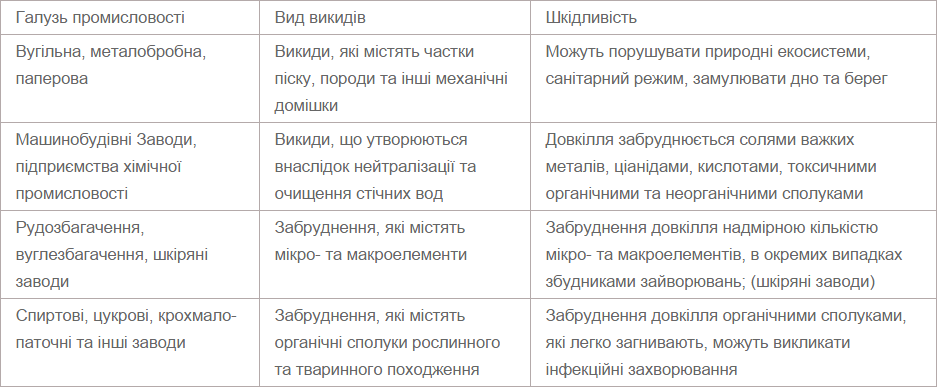 Галузь промисловості
Вид викидів
Шкідливість
Вугільна, металобробна,
паперова
Викиди, які містять частки
піску, породи та інші механічні
домішки
Можуть порушувати природні екосистеми,
санітарний режим, замулювати дно та берег
Машинобудівні Заводи,
підприємства хімічної
промисловості
Викиди, що утворюються
внаслідок нейтралізації та
очищення стічних вод
Довкілля забруднюється солями важких
металів, ціанідами, кислотами, токсичними
органічними та неорганічними сполуками
Рудозбагачення,
вуглезбагачення, шкіряні
заводи
Забруднення, які містять
мікро- та макроелементи
Забруднення довкілля надмірною кількістю
мікро- та макроелементів, в окремих випадках
збудниками зайворювань; (шкіряні заводи)
Спиртові, цукрові, крохмало-
паточні та інші заводи
Забруднення, які містять
органічні сполуки рослинного
та тваринного походження
Забруднення довкілля органічними сполуками,
які легко загнивають, можуть викликати
інфекційні захворювання